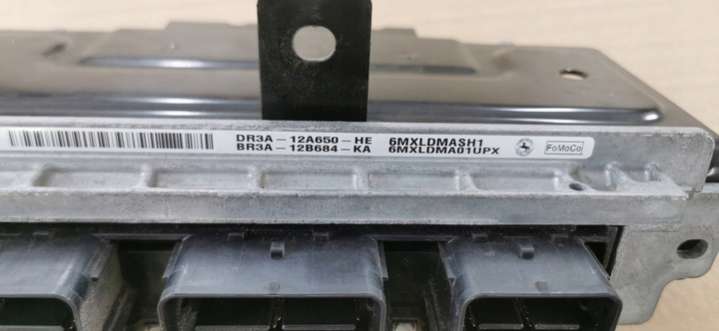 DR3A-12A650-HE 6MXLDMASH1
BR3A-12B684-KA 6MXLDMA01UPX
FoMoCo